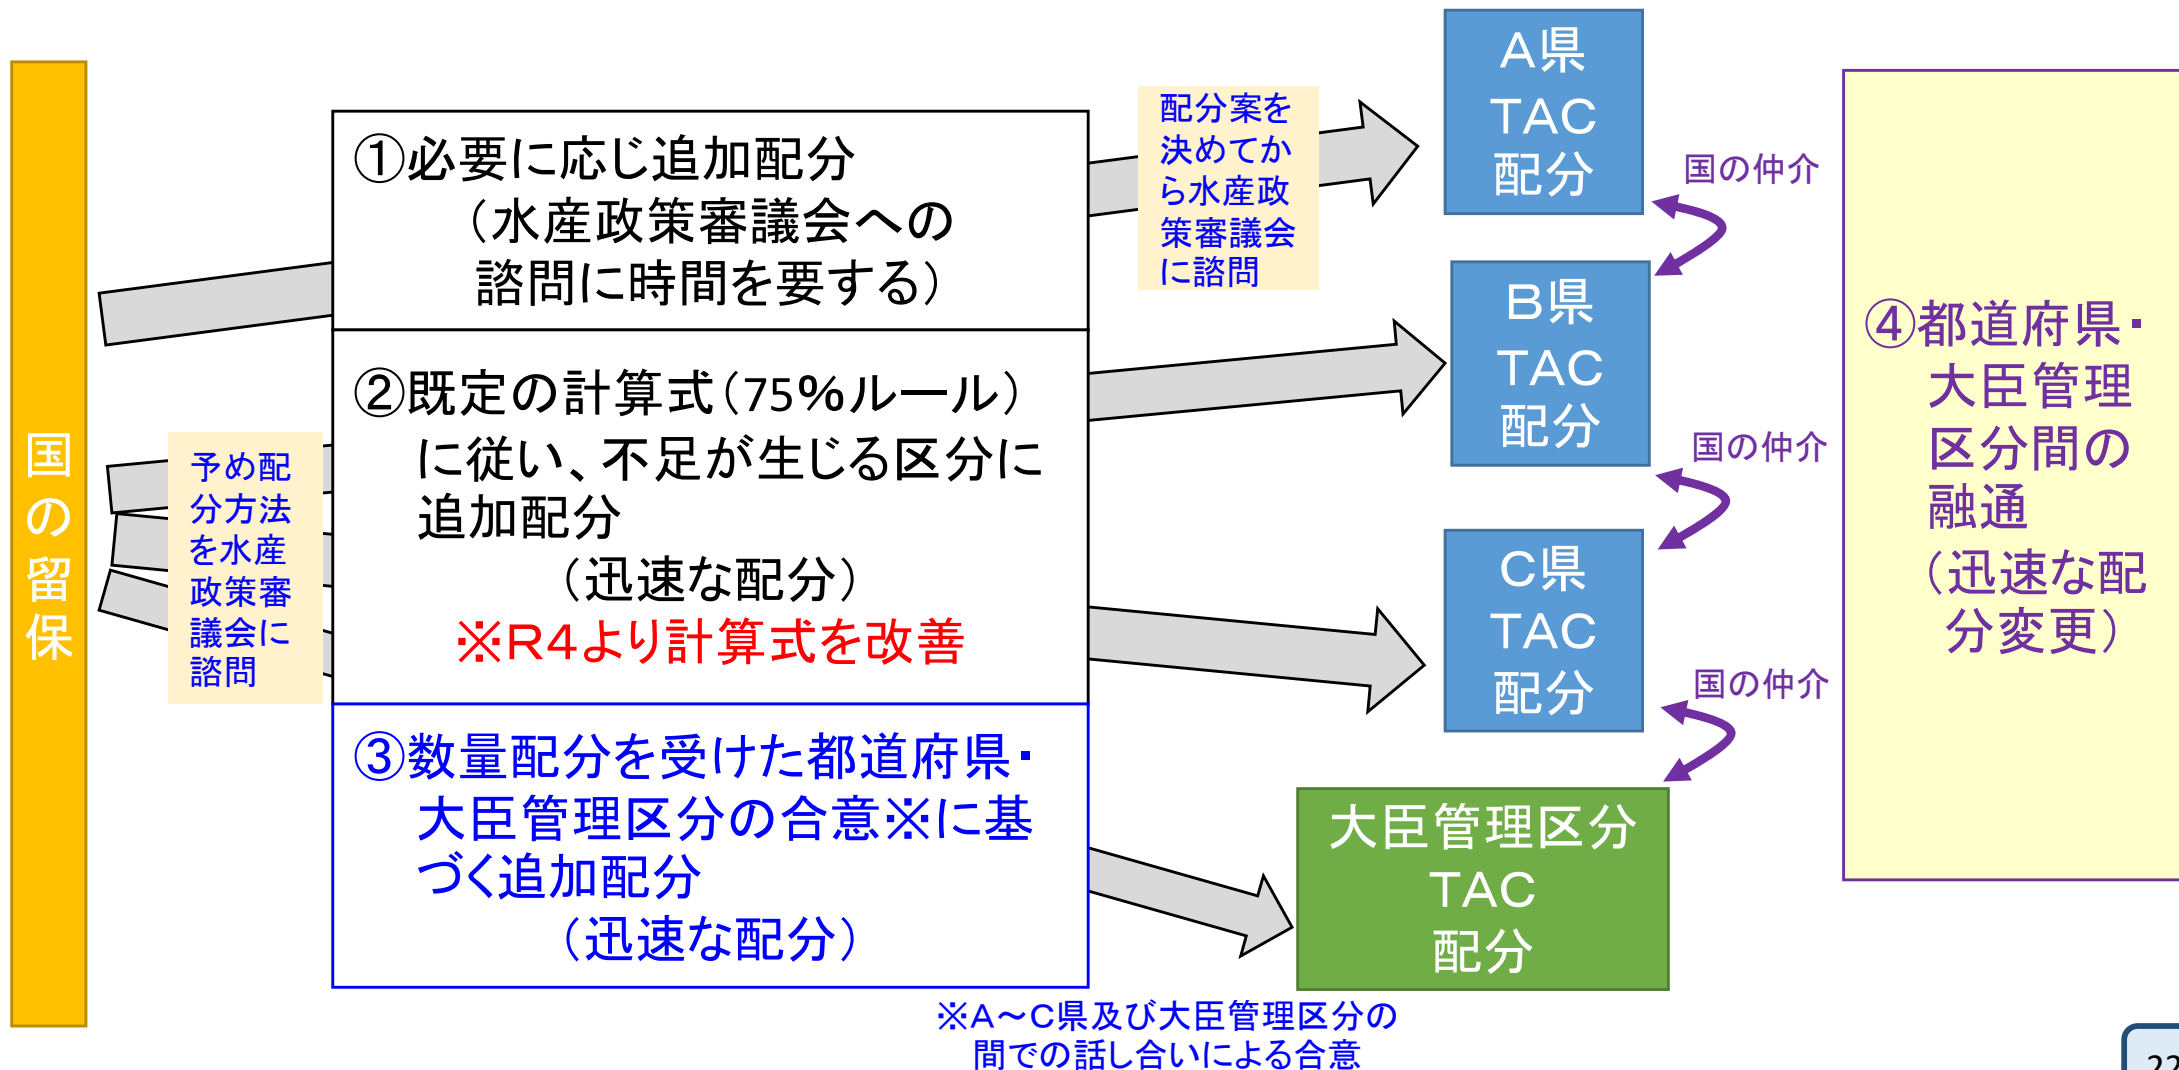 国の留保
予め配
分方法
を水産
政策審
議会に
諮問
①必要に応じ追加配分
（水産政策審議会への
諮問に時間を要する）
②既定の計算式（75％ルール）
に従い、不足が生じる区分に
追加配分
（迅速な配分）
※R4より計算式を改善
③数量配分を受けた都道府県・
大臣管理区分の合意※に基
づく追加配分
（迅速な配分）
※A～C県及び大臣管理区分の
間での話し合いによる合意
配分案を
決めてか
ら水産政
策審議会
に諮問
A県
TAC
配分
国の仲介
B県
TAC
配分
国の仲介
C県
TAC
配分
国の仲介
大臣管理区分
TAC
配分
④都道府県・
大臣管理
区分間の
融通
（迅速な配
分変更）
22